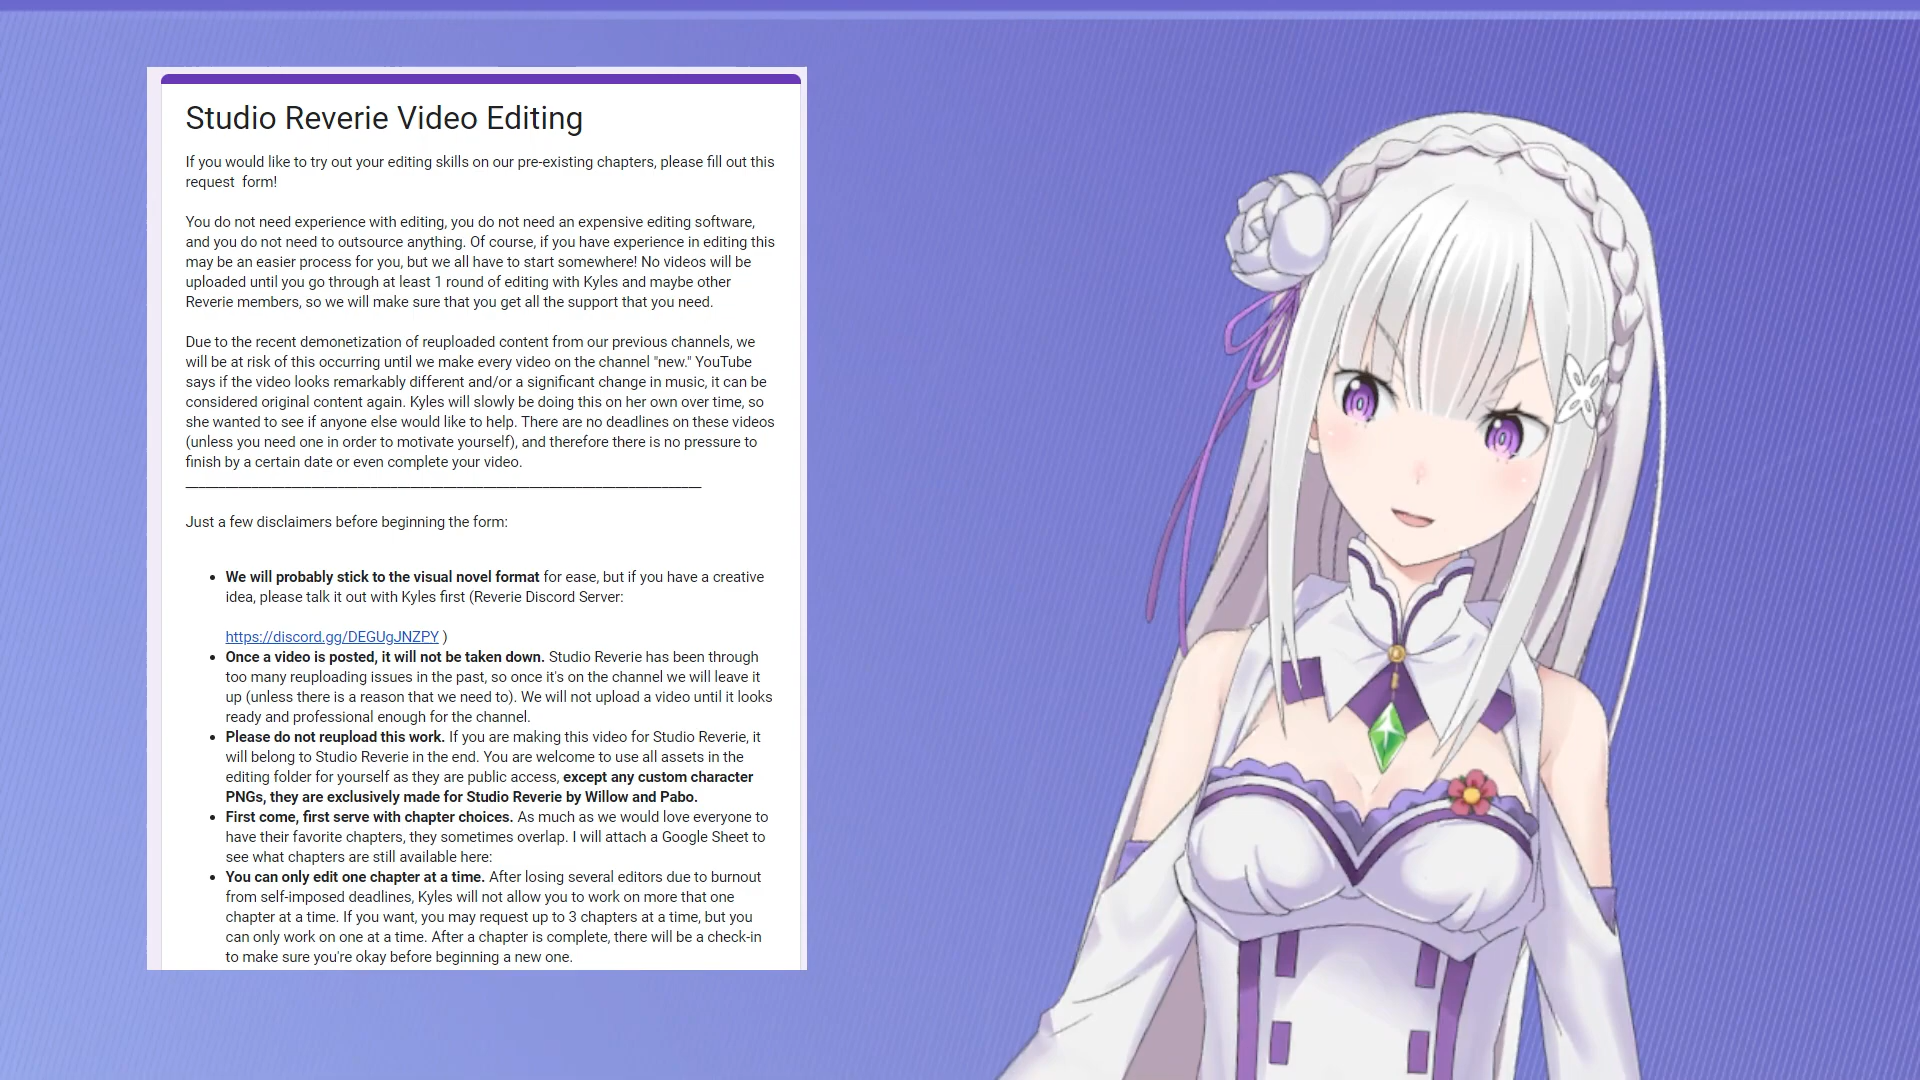 Studio Reverie Video Editing
If you would like to try out your editing skills on our pre-existing chapters, please fill out this
request  form!
You do not need experience with editing, you do not need an expensive editing software,
and you do not need to outsource anything. Of course, if you have experience in editing this
may be an easier process for you, but we all have to start somewhere! No videos will be
uploaded until you go through at least 1 round of editing with Kyles and maybe other
Reverie members, so we will make sure that you get all the support that you need.
Due to the recent demonetization of reuploaded content from our previous channels, we
will be at risk of this occurring until we make every video on the channel "new." YouTube
says if the video looks remarkably different and/or a significant change in music, it can be
considered original content again. Kyles will slowly be doing this on her own over time, so
she wanted to see if anyone else would like to help. There are no deadlines on these videos
(unless you need one in order to motivate yourself), and therefore there is no pressure to
finish by a certain date or even complete your video.
Just a few disclaimers before beginning the form:
• We will probably stick to the visual novel format for ease, but if you have a creative
idea, please talk it out with Kyles first (Reverie Discord Server:
https://discord.gg/DEGUgJNZPY )
• Once a video is posted, it will not be taken down. Studio Reverie has been through
too many reuploading issues in the past, so once it's on the channel we will leave it
up (unless there is a reason that we need to). We will not upload a video until it looks
ready and professional enough for the channel.
• Please do not reupload this work. If you are making this video for Studio Reverie, it
will belong to Studio Reverie in the end. You are welcome to use all assets in the
editing folder for yourself as they are public access, except any custom character
PNGs, they are exclusively made for Studio Reverie by Willow and Pabo.
• First come, first serve with chapter choices. As much as we would love everyone to
have their favorite chapters, they sometimes overlap. I will attach a Google Sheet to
see what chapters are still available here:
• You can only edit one chapter at a time. After losing several editors due to burnout
from self-imposed deadlines, Kyles will not allow you to work on more that one
chapter at a time. If you want, you may request up to 3 chapters at a time, but you
can only work on one at a time. After a chapter is complete, there will be a check-in
to make sure you're okay before beginning a new one.